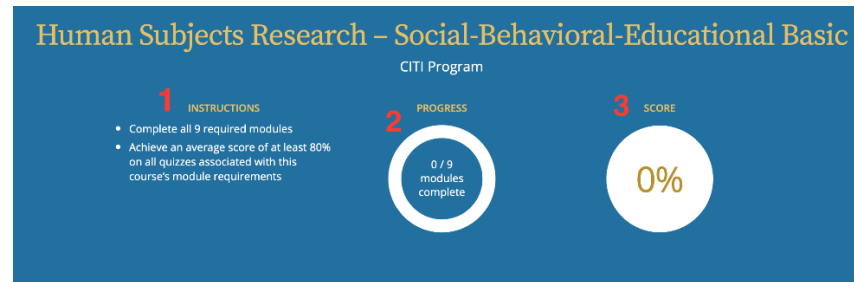 Human Subjects Research – Social-Behavioral-Educational Basic
CITI Program
1 INSTRUCTIONS
• Complete all 9 required modules
• Achieve an average score of at least 80%
on all quizzes associated with this
course's module requirements
2 PROGRESS
0 / 9
modules
complete
3 SCORE
0%